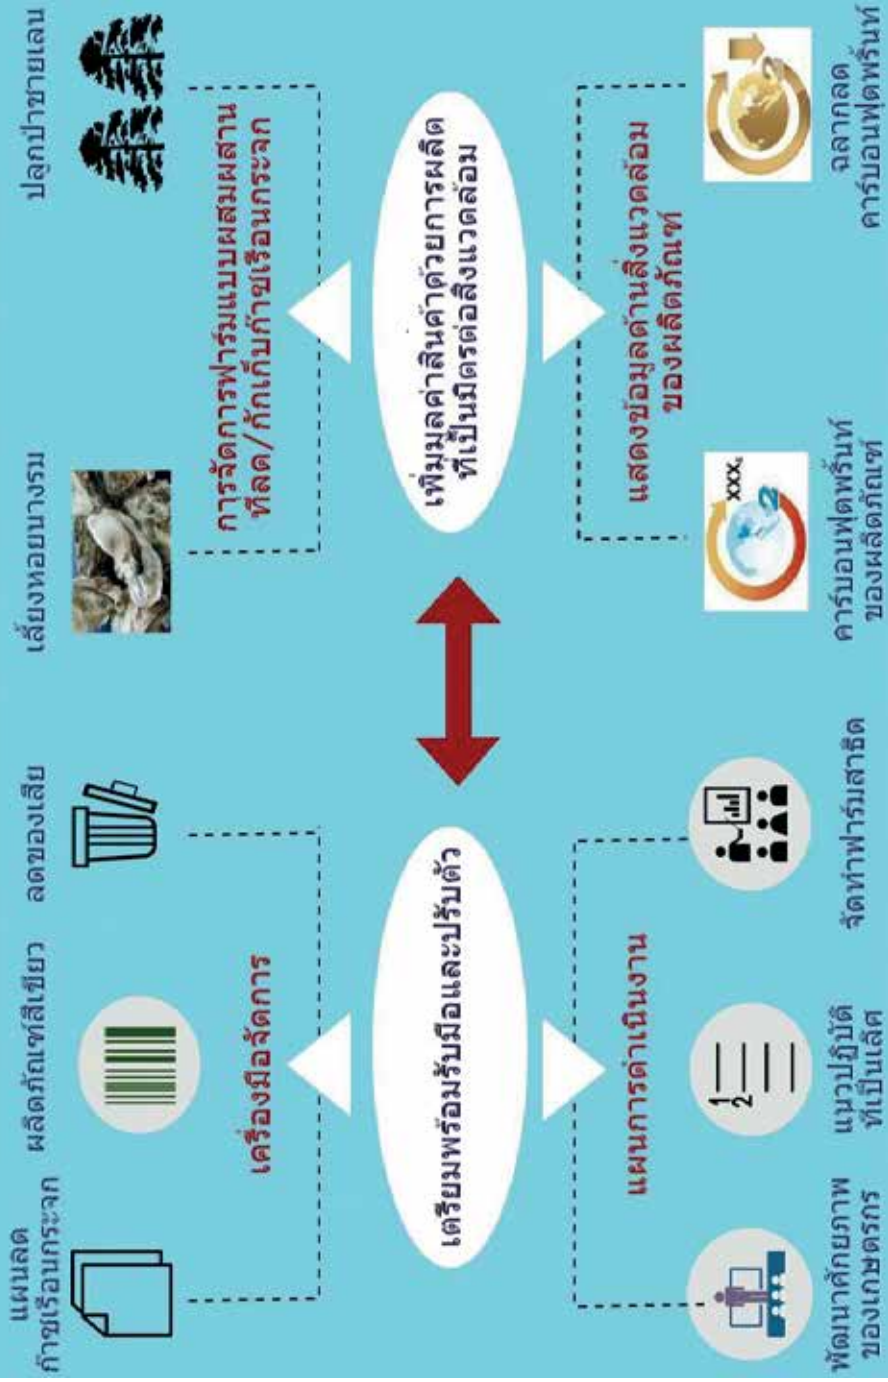 แผนลด
ก๊าซเรือนกระจก
ผลิตภัณฑ์สีเขียว
ลดของเสีย
เครื่องมือจัดการ
เตรียมพร้อมรับมือและปรับตัว
แผนการดำเนินงาน
พัฒนาศักยภาพ
ของเกษตรกร
1
2
แนวปฏิบัติ
ที่เป็นเลิศ
จัดทำฟาร์มสาธิต
เลี้ยงหอยนางรม
ปลูกป่าชายเลน
การจัดการฟาร์มแบบผสมผสาน
ที่ลด/กักเก็บก๊าซเรือนกระจก
เพิ่มมูลค่าสินค้าด้วยการผลิต
ที่เป็นมิตรต่อสิ่งแวดล้อม
แสดงข้อมูลด้านสิ่งแวดล้อม
ของผลิตภัณฑ์
XXXg
2
คาร์บอนฟุตพริ้นท์
ของผลิตภัณฑ์
ฉลากลด
คาร์บอนฟุตพริ้นท์